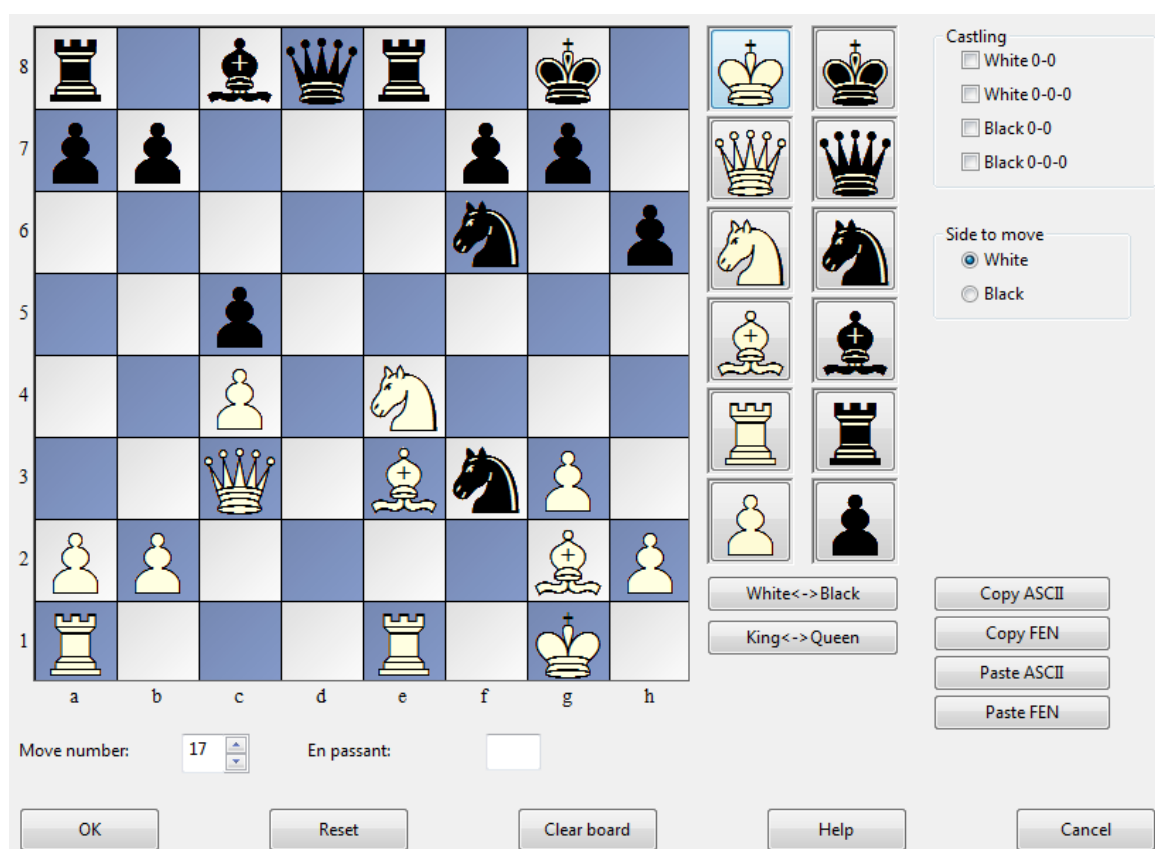 8
7
6
5
4
3
2
1
a b c d e f g h
Castling
White 0-0
White 0-0-0
Black 0-0
Black 0-0-0
Side to move
White
Black
White<->Black
King<->Queen
Copy ASCII
Copy FEN
Paste ASCII
Paste FEN
Move number: 17 En passant:
OK Reset Clear board Help Cancel